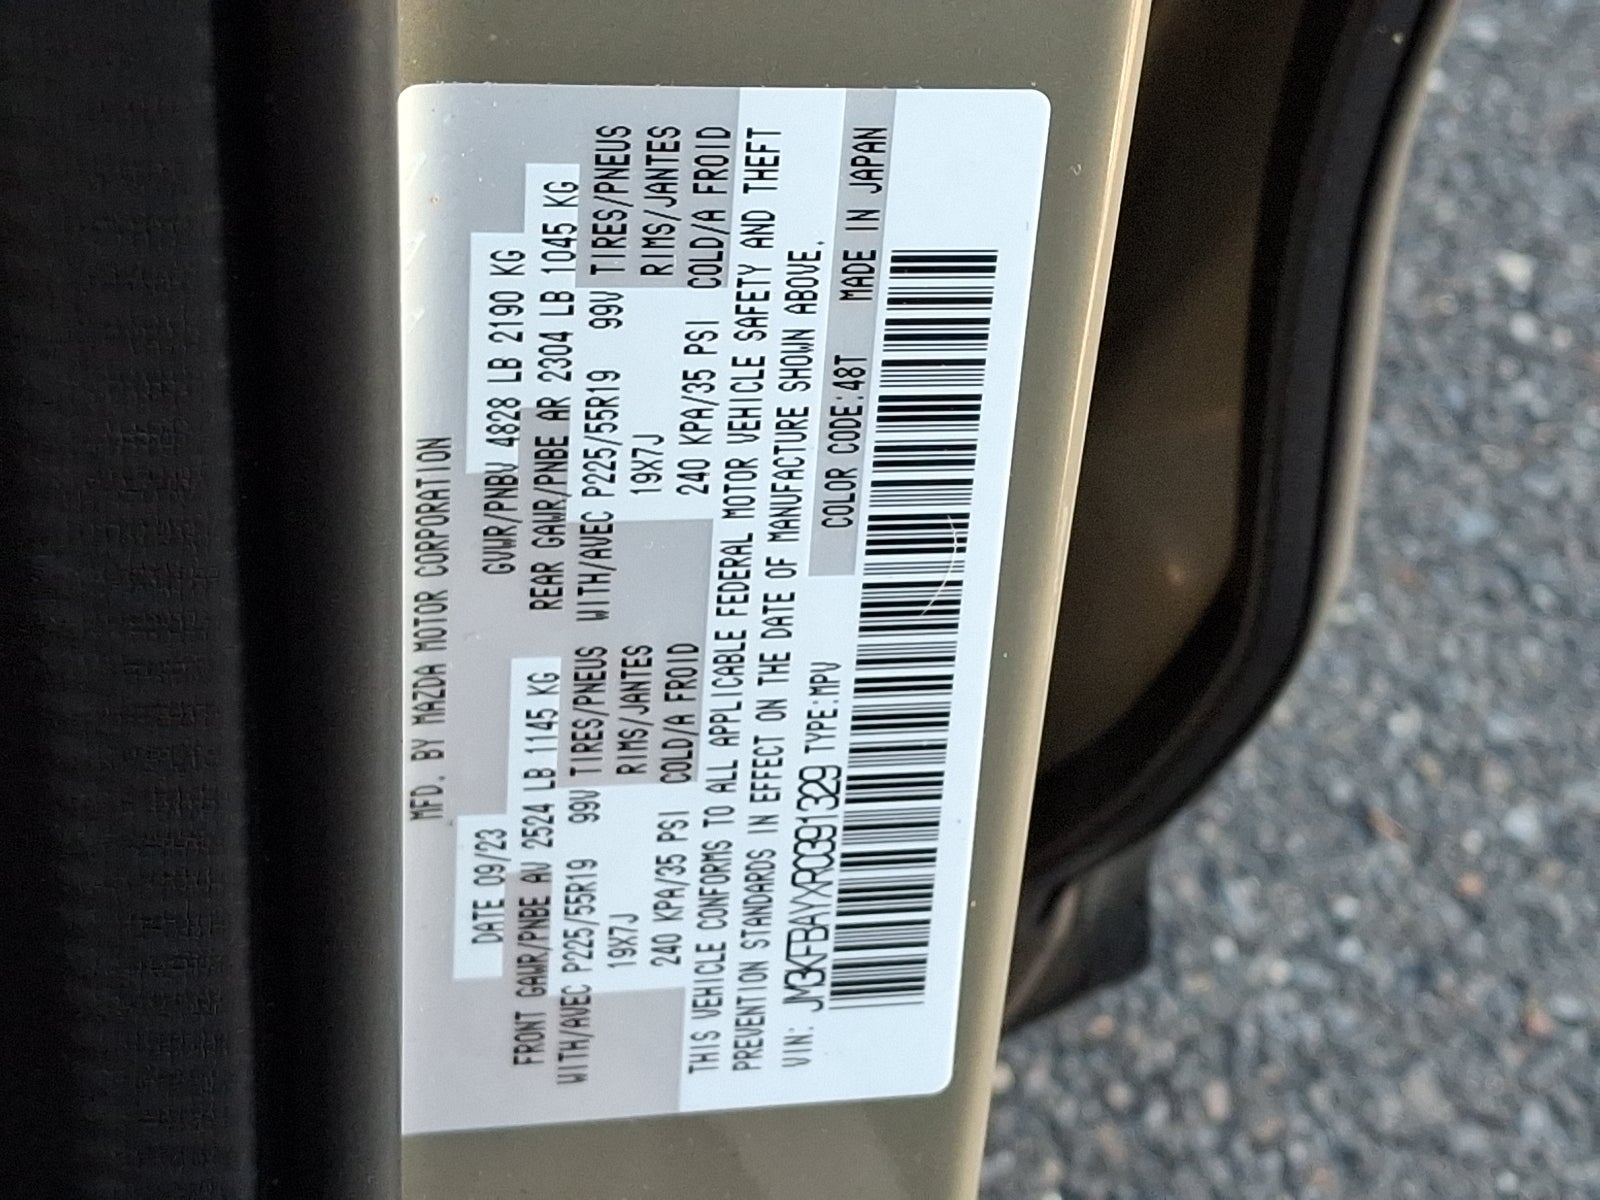 MFD. BY MAZDA MOTOR CORPORATION
DATE 09/23 GVWR/PNBV 4828 LB 2190 KG
FRONT GAWR/PNBE AV 2524 LB 1145 KG REAR GAWR/PNBE AR 2304 LB 1045 KG
WITH/AVEC P225/55R19 99V TIRES/PNEUS WITH/AVEC P225/55R19 99V TIRES/PNEUS
19X7J RIMS/JANTES 19X7J RIMS/JANTES
240 KPA/35 PSI COLD/A FROID 240 KPA/35 PSI COLD/A FROID
THIS VEHICLE CONFORMS TO ALL APPLICABLE FEDERAL MOTOR VEHICLE SAFETY AND THEFT
PREVENTION STANDARDS IN EFFECT ON THE DATE OF MANUFACTURE SHOWN ABOVE.
VIN: JM3KFBAYXR0391329 TYPE:MPV COLOR CODE:48T MADE IN JAPAN